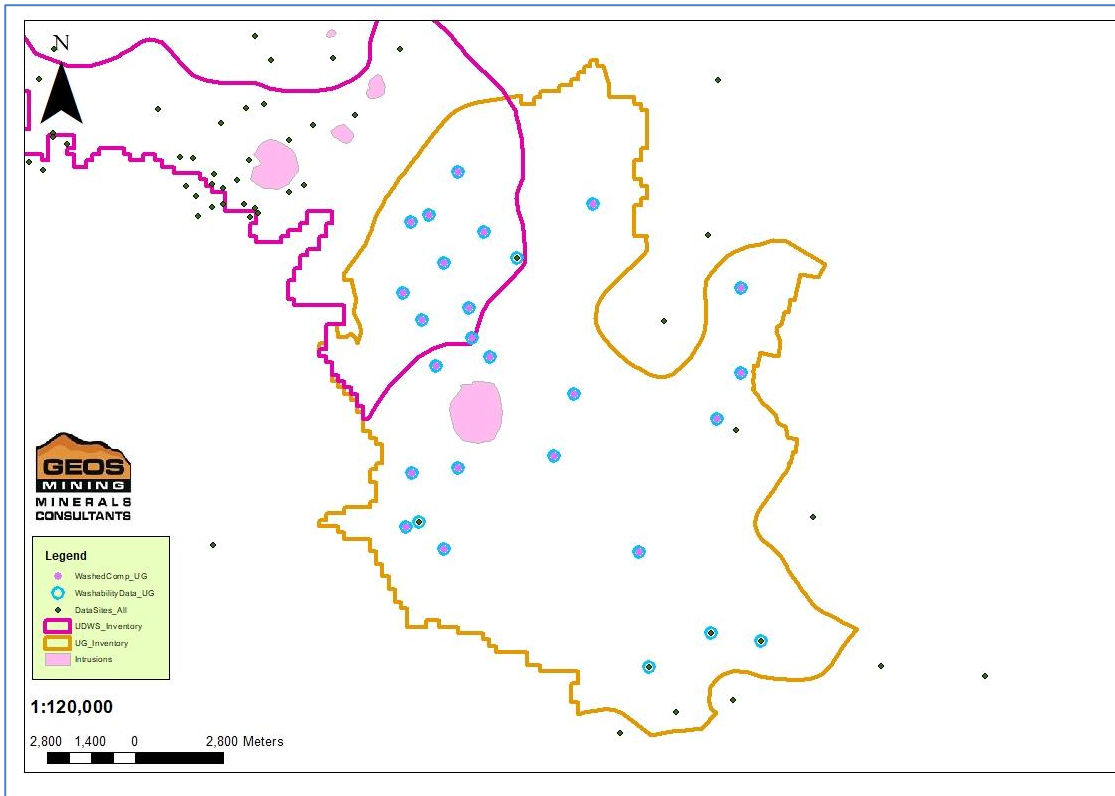 N
GEOS
MINING
MINERALS
CONSULTANTS
Legend
WashedComp_UG
WashabilityData_UG
DataSites_All
UDWS_Inventory
UG_Inventory
Intrusions
1:120,000
2,800 1,400 0 2,800 Meters